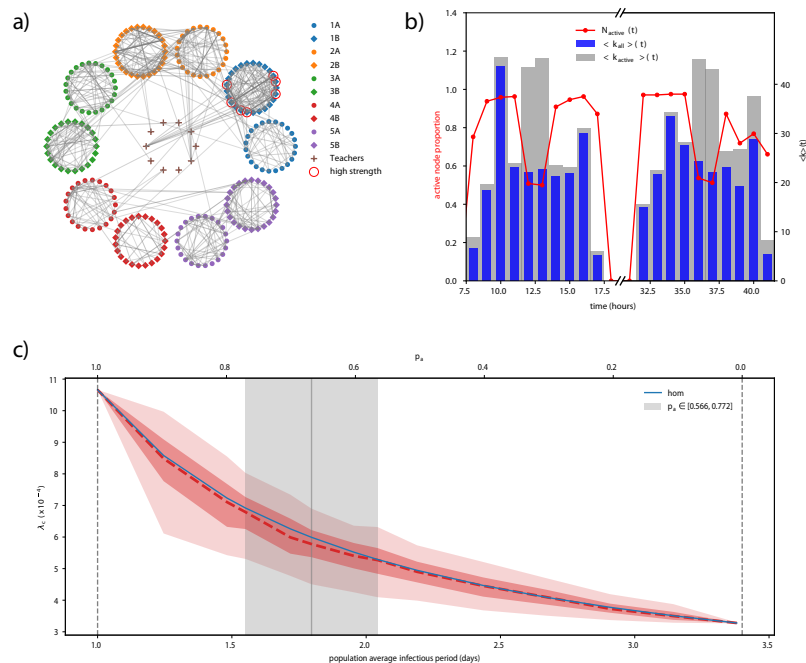 a)
1A
1B
2A
2B
3A
3B
4A
4B
5A
5B
Teachers
high strength
b)
N_active (t)
< k_all > (t)
< k_active > (t)
active node proportion
1.4
1.2
1.0
0.8
0.6
0.4
0.2
0.0
40
30
20
10
0
<k>(t)
7.5 10.0 12.5 15.0 17.5 32.5 35.0 37.5 40.0
time (hours)
c)
p_a
1.0 0.8 0.6 0.4 0.2 0.0
hom
p_a ∈ [0.566, 0.772]
λ_c (×10⁻⁴)
11
10
9
8
7
6
5
4
3
1.0 1.5 2.0 2.5 3.0 3.5
population average infectious period (days)